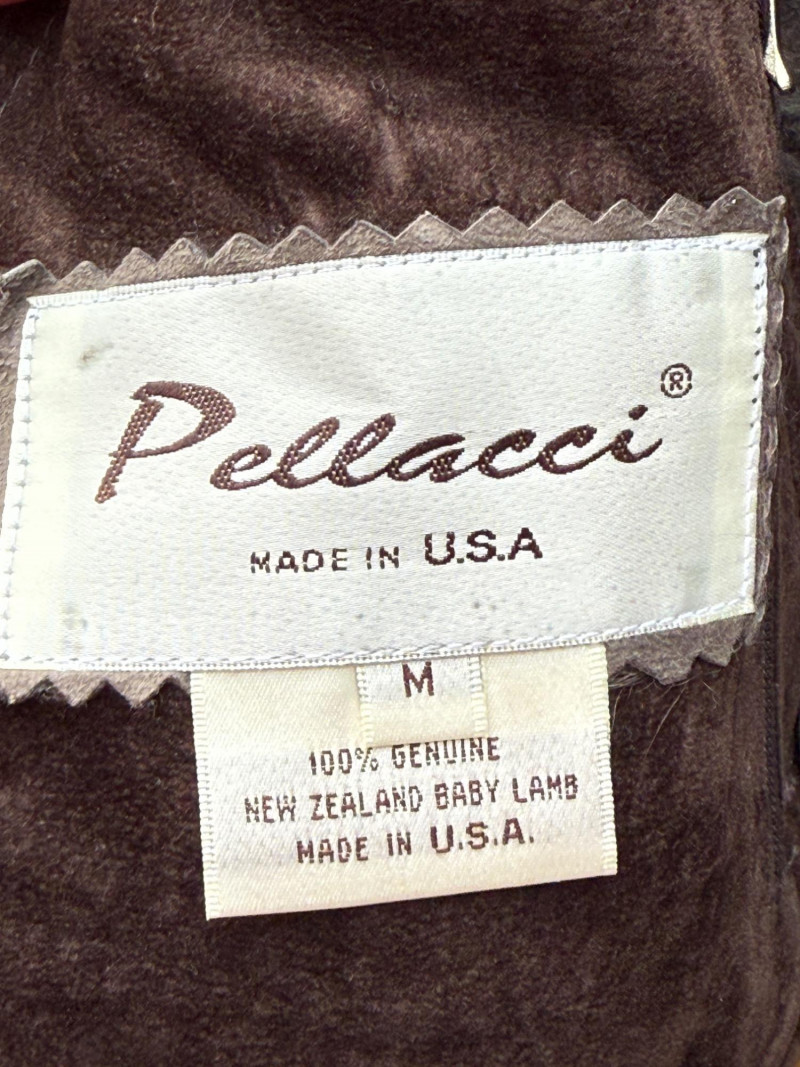 Pellacci®
MADE IN U.S.A
M
100% GENUINE
NEW ZEALAND BABY LAMB
MADE IN U.S.A.